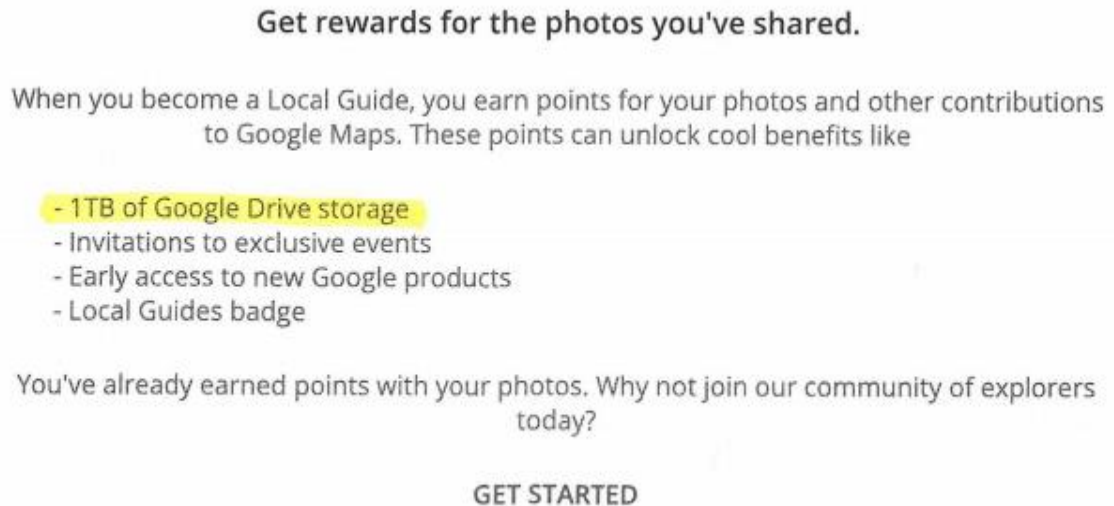 Get rewards for the photos you've shared.
When you become a Local Guide, you earn points for your photos and other contributions
to Google Maps. These points can unlock cool benefits like
- 1TB of Google Drive storage
- Invitations to exclusive events
- Early access to new Google products
- Local Guides badge
You've already earned points with your photos. Why not join our community of explorers
today?
GET STARTED